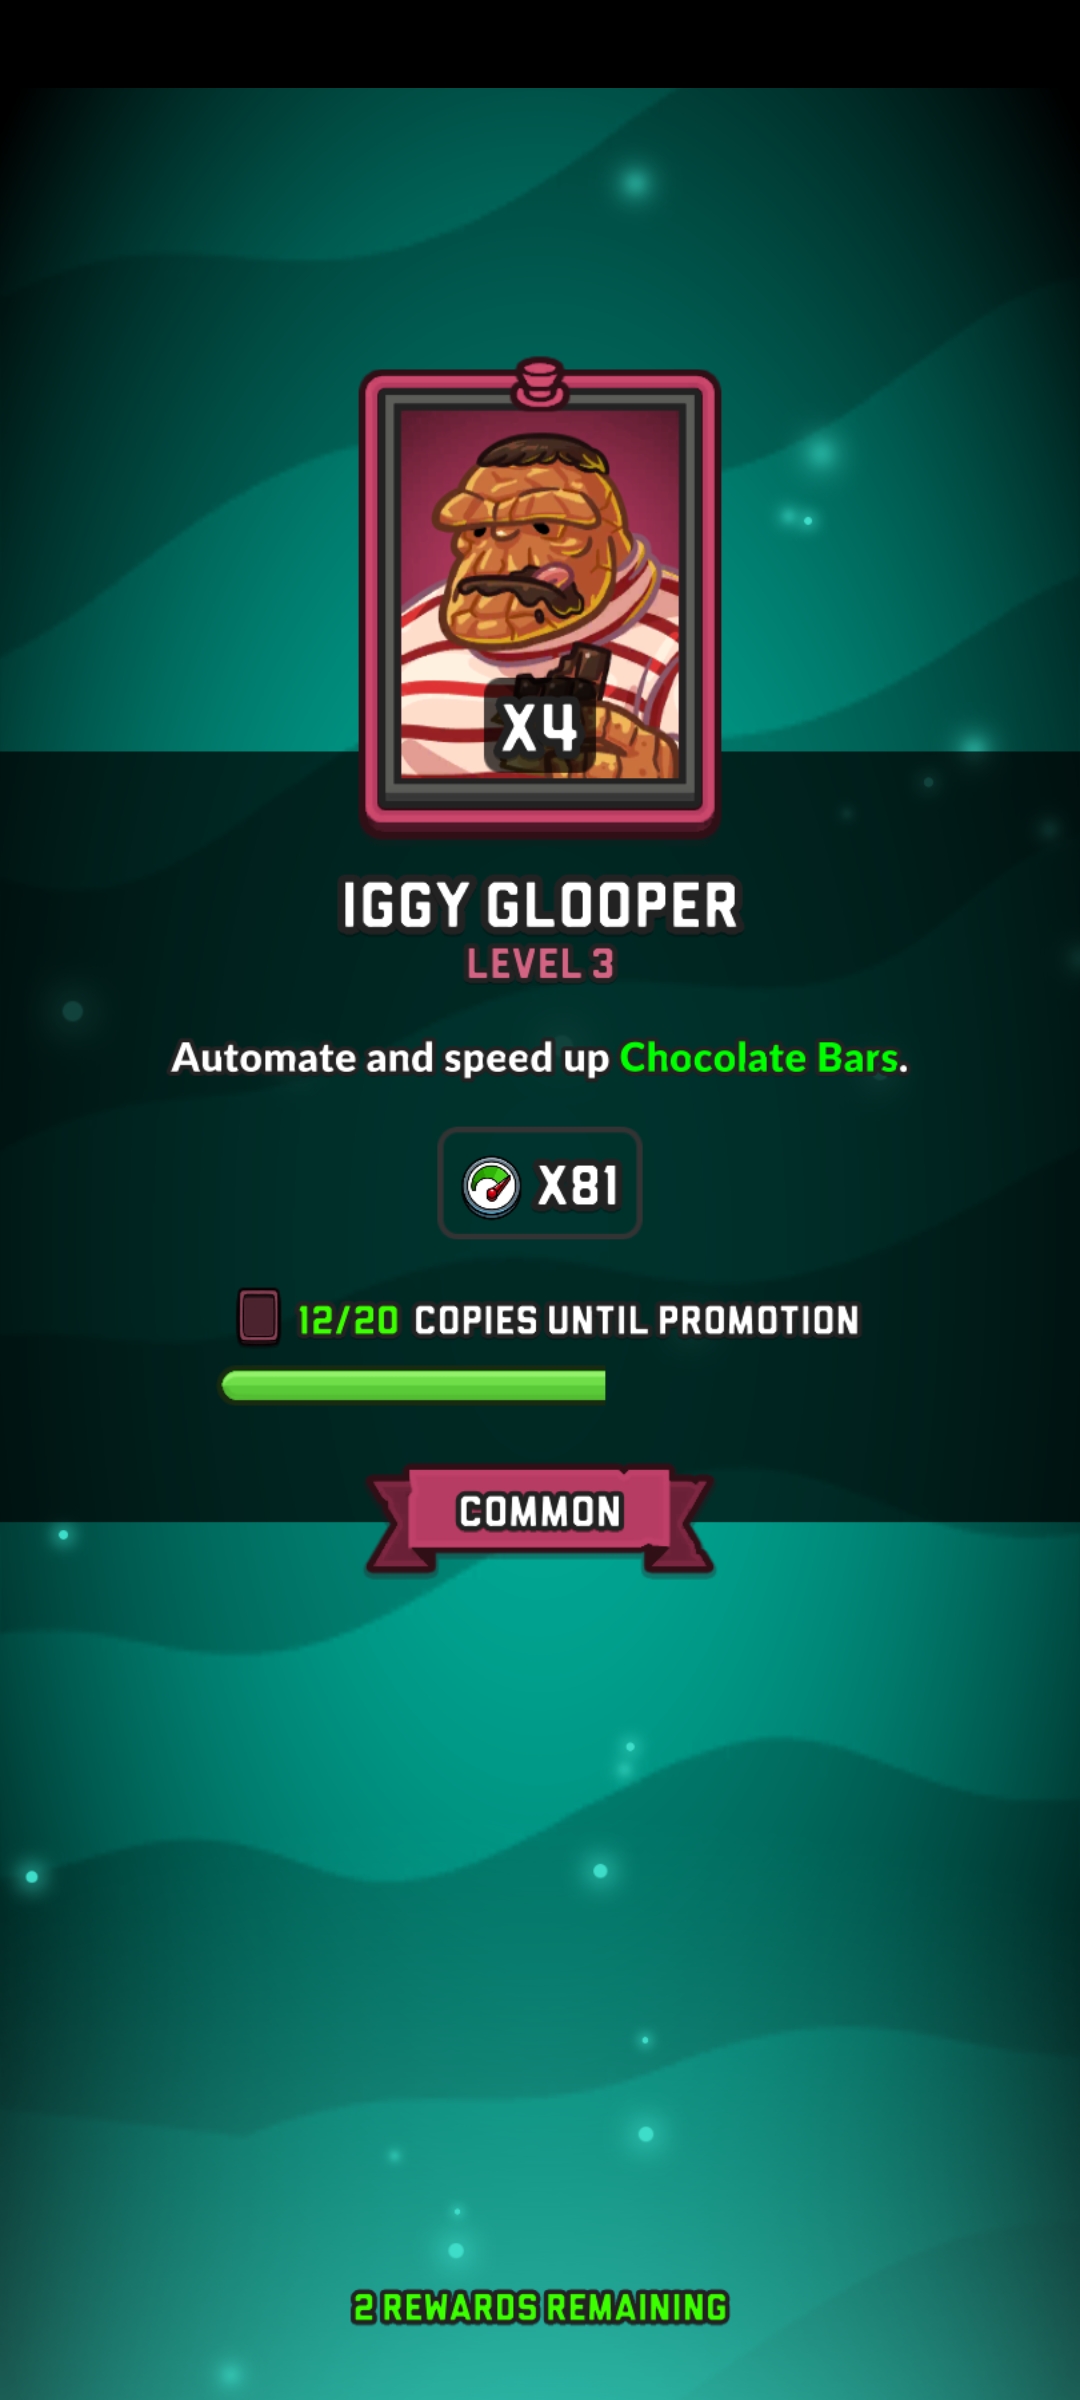 X4
IGGY GLOOPER
LEVEL 3
Automate and speed up Chocolate Bars.
X81
12/20 COPIES UNTIL PROMOTION
COMMON
2 REWARDS REMAINING